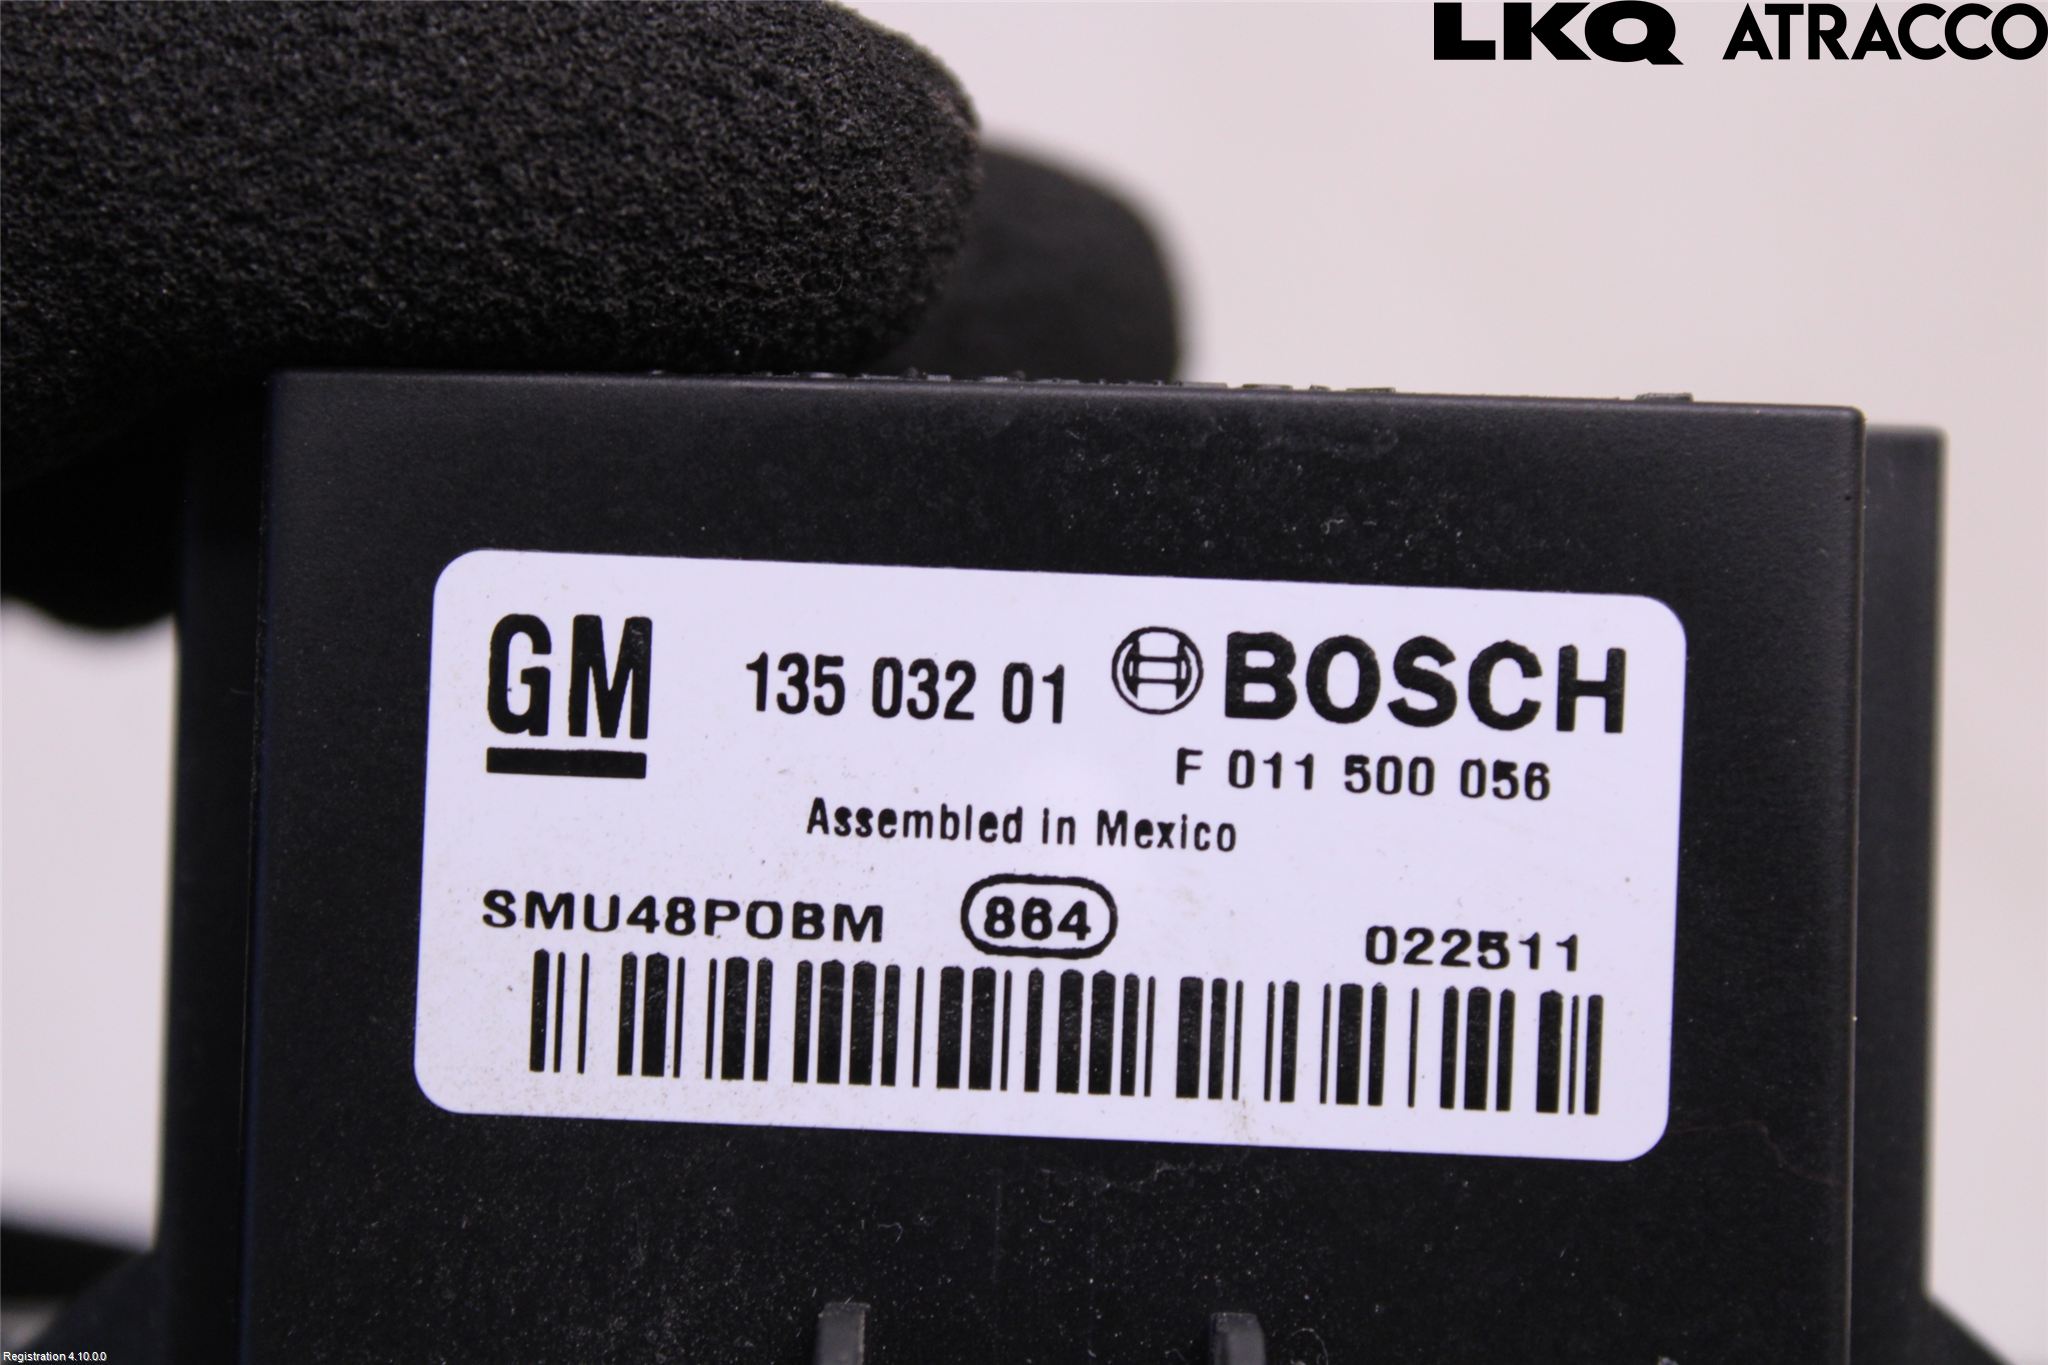 LKQ ATRACCO
GM 135 032 01 BOSCH
F 011 500 056
Assembled in Mexico
SMU48P0BM 864 022511
Registration 4.10.0.0